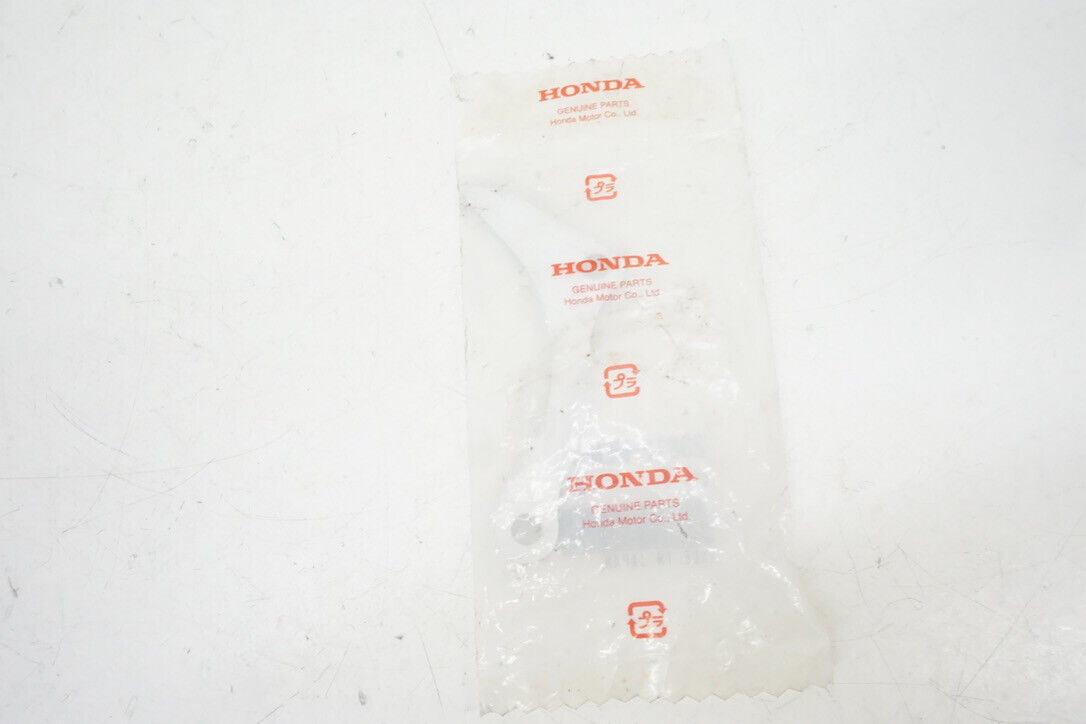 HONDA
GENUINE PARTS
Honda Motor Co., Ltd.
プラ
HONDA
GENUINE PARTS
Honda Motor Co., Ltd.
プラ
HONDA
GENUINE PARTS
Honda Motor Co., Ltd.
プラ